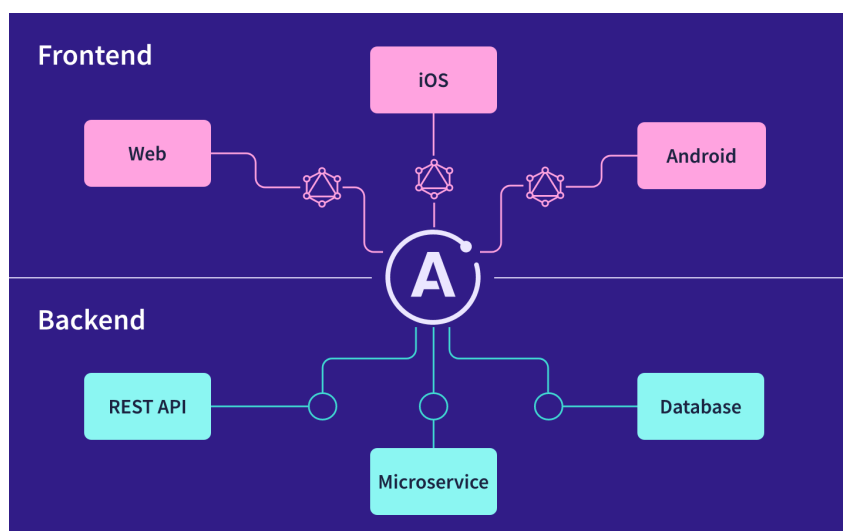 Frontend
iOS
Web
Android
A
Backend
REST API
Database
Microservice